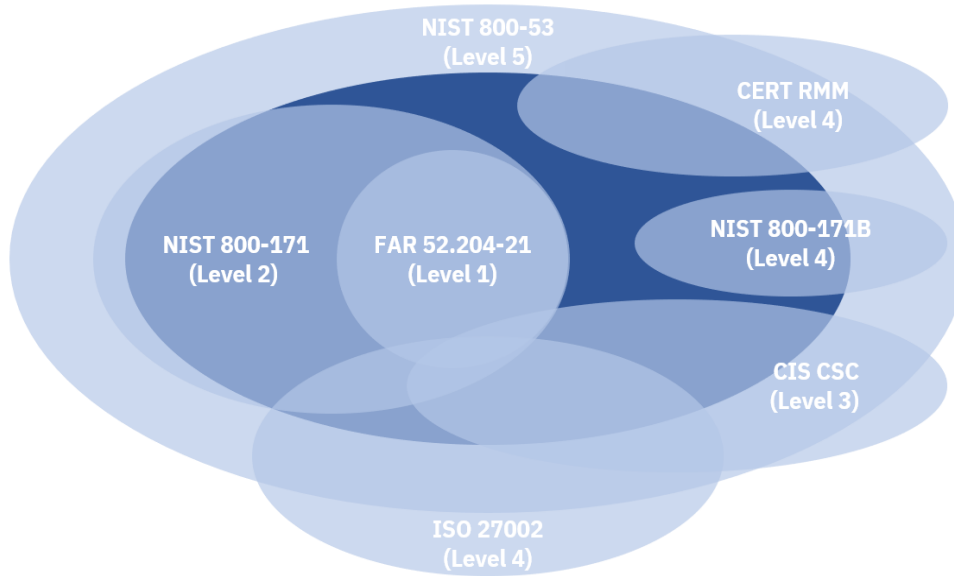 NIST 800-53
(Level 5)
CERT RMM
(Level 4)
NIST 800-171
(Level 2)
FAR 52.204-21
(Level 1)
NIST 800-171B
(Level 4)
CIS CSC
(Level 3)
ISO 27002
(Level 4)